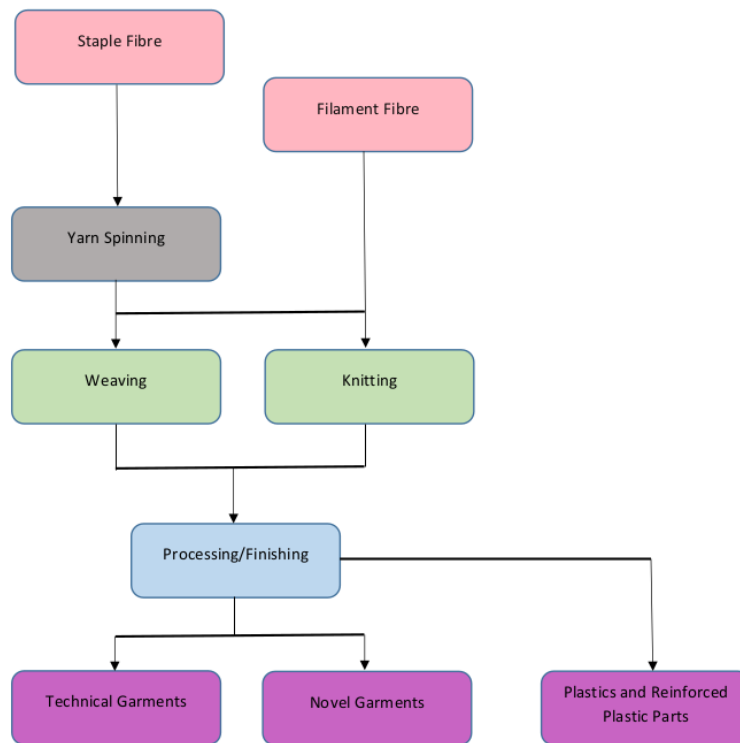 Staple Fibre
Filament Fibre
Yarn Spinning
Weaving
Knitting
Processing/Finishing
Technical Garments
Novel Garments
Plastics and Reinforced
Plastic Parts